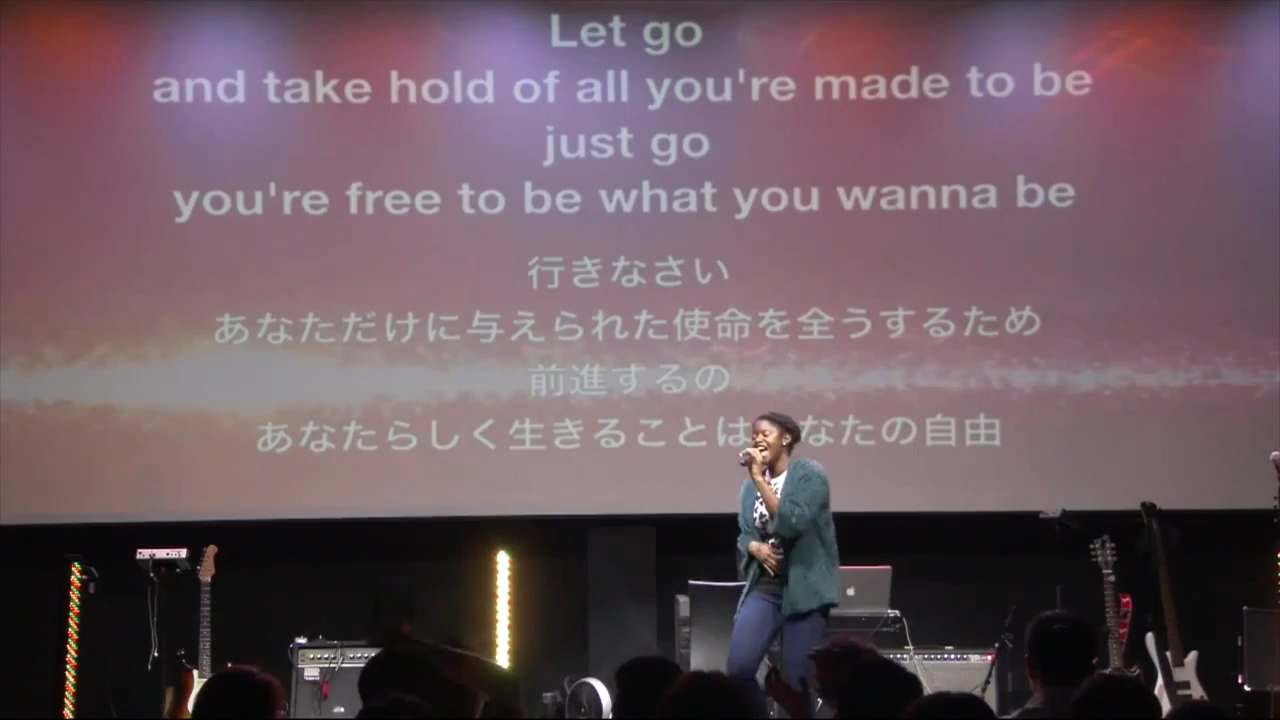 Let go
and take hold of all you're made to be
just go
you're free to be what you wanna be
行きなさい
あなただけに与えられた使命を全うするため
前進するの
あなたらしく生きることは なたの自由